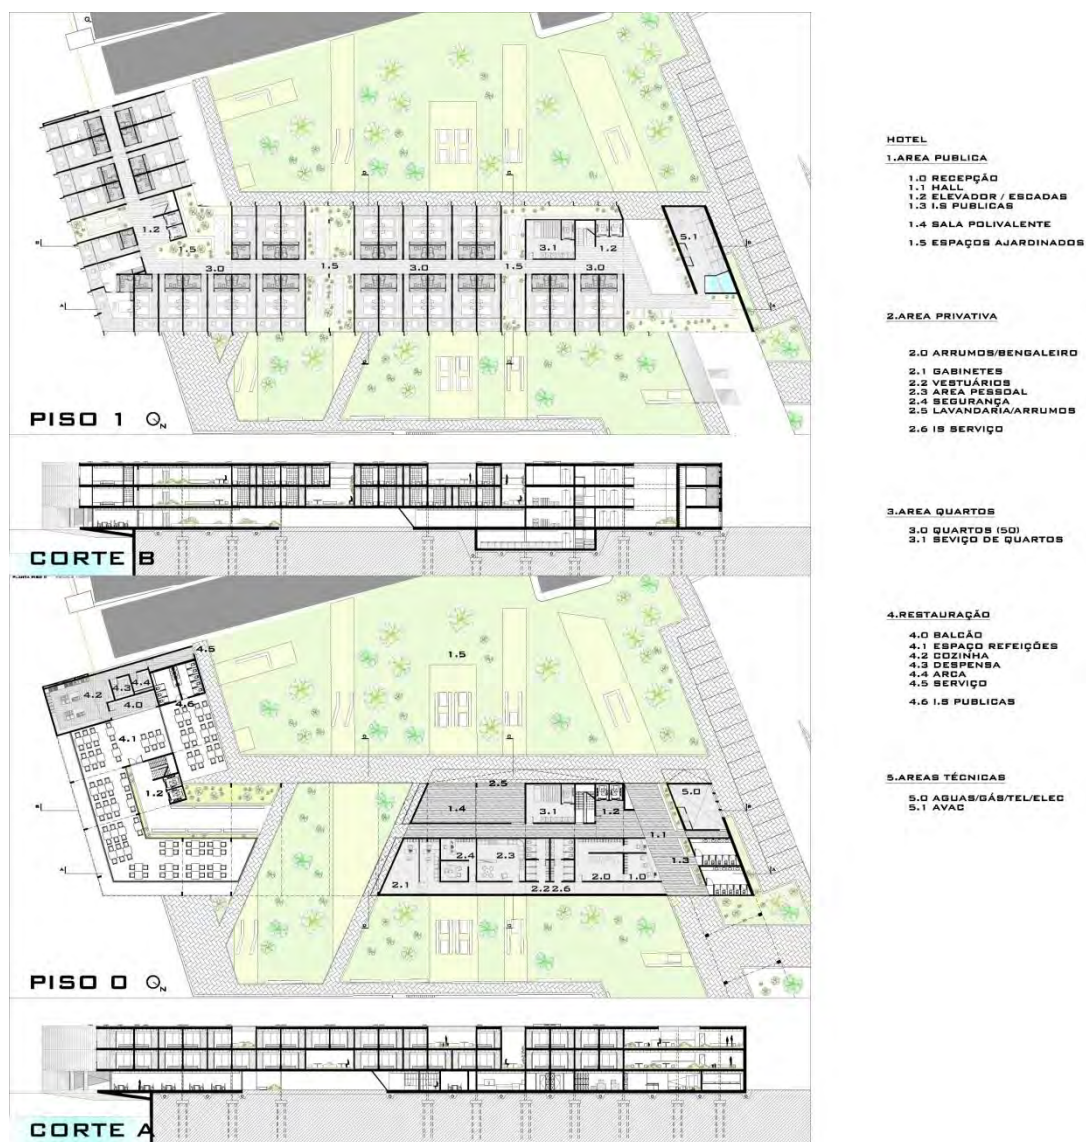 1.2
1.5
3.0
1.5
3.0
1.5
3.1
1.2
3.0
5.1
B
B
A
A
PISO 1 N
CORTE B
4.5
4.2
4.3
4.4
4.0
4.6
4.1
1.2
1.5
2.5
1.4
3.1
1.2
5.0
1.1
1.3
2.4
2.3
2.1
2.0
1.0
2.2 2.6
B
B
A
A
PISO 0 N
CORTE A
HOTEL
1.AREA PUBLICA
1.0 RECEPÇÃO
1.1 HALL
1.2 ELEVADOR / ESCADAS
1.3 I.S PUBLICAS
1.4 SALA POLIVALENTE
1.5 ESPAÇOS AJARDINADOS
2.AREA PRIVATIVA
2.0 ARRUMOS/BENGALEIRO
2.1 GABINETES
2.2 VESTUÁRIOS
2.3 AREA PESSOAL
2.4 SEGURANÇA
2.5 LAVANDARIA/ARRUMOS
2.6 IS SERVIÇO
3.AREA QUARTOS
3.0 QUARTOS (50)
3.1 SEVIÇO DE QUARTOS
4.RESTAURAÇÃO
4.0 BALCÃO
4.1 ESPAÇO REFEIÇÕES
4.2 COZINHA
4.3 DESPENSA
4.4 ARCA
4.5 SERVIÇO
4.6 I.S PUBLICAS
5.AREAS TÉCNICAS
5.0 AGUAS/GÁS/TEL/ELEC
5.1 AVAC